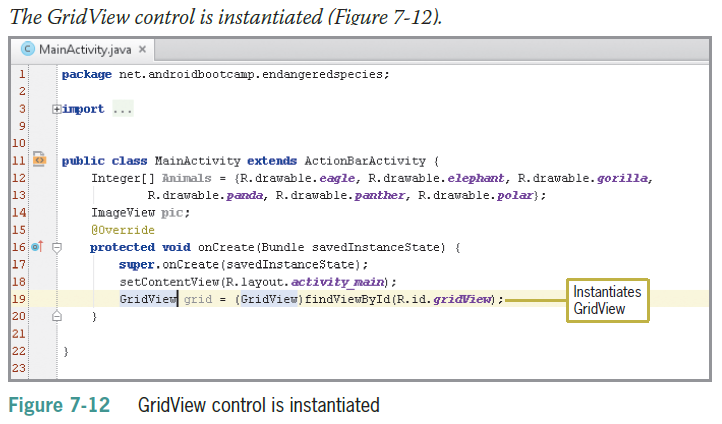 The GridView control is instantiated (Figure 7-12).
MainActivity.java ×
1 package net.androidbootcamp.endangeredspecies;
2
3 import ...
9
10
11 public class MainActivity extends ActionBarActivity {
12 Integer[] Animals = {R.drawable.eagle, R.drawable.elephant, R.drawable.gorilla,
13 R.drawable.panda, R.drawable.panther, R.drawable.polar};
14 ImageView pic;
15 @Override
16 protected void onCreate(Bundle savedInstanceState) {
17 super.onCreate(savedInstanceState);
18 setContentView(R.layout.activity_main);
19 GridView grid = (GridView)findViewById(R.id.gridView);
Instantiates
GridView
20 }
21
22 }
23
Figure 7-12 GridView control is instantiated